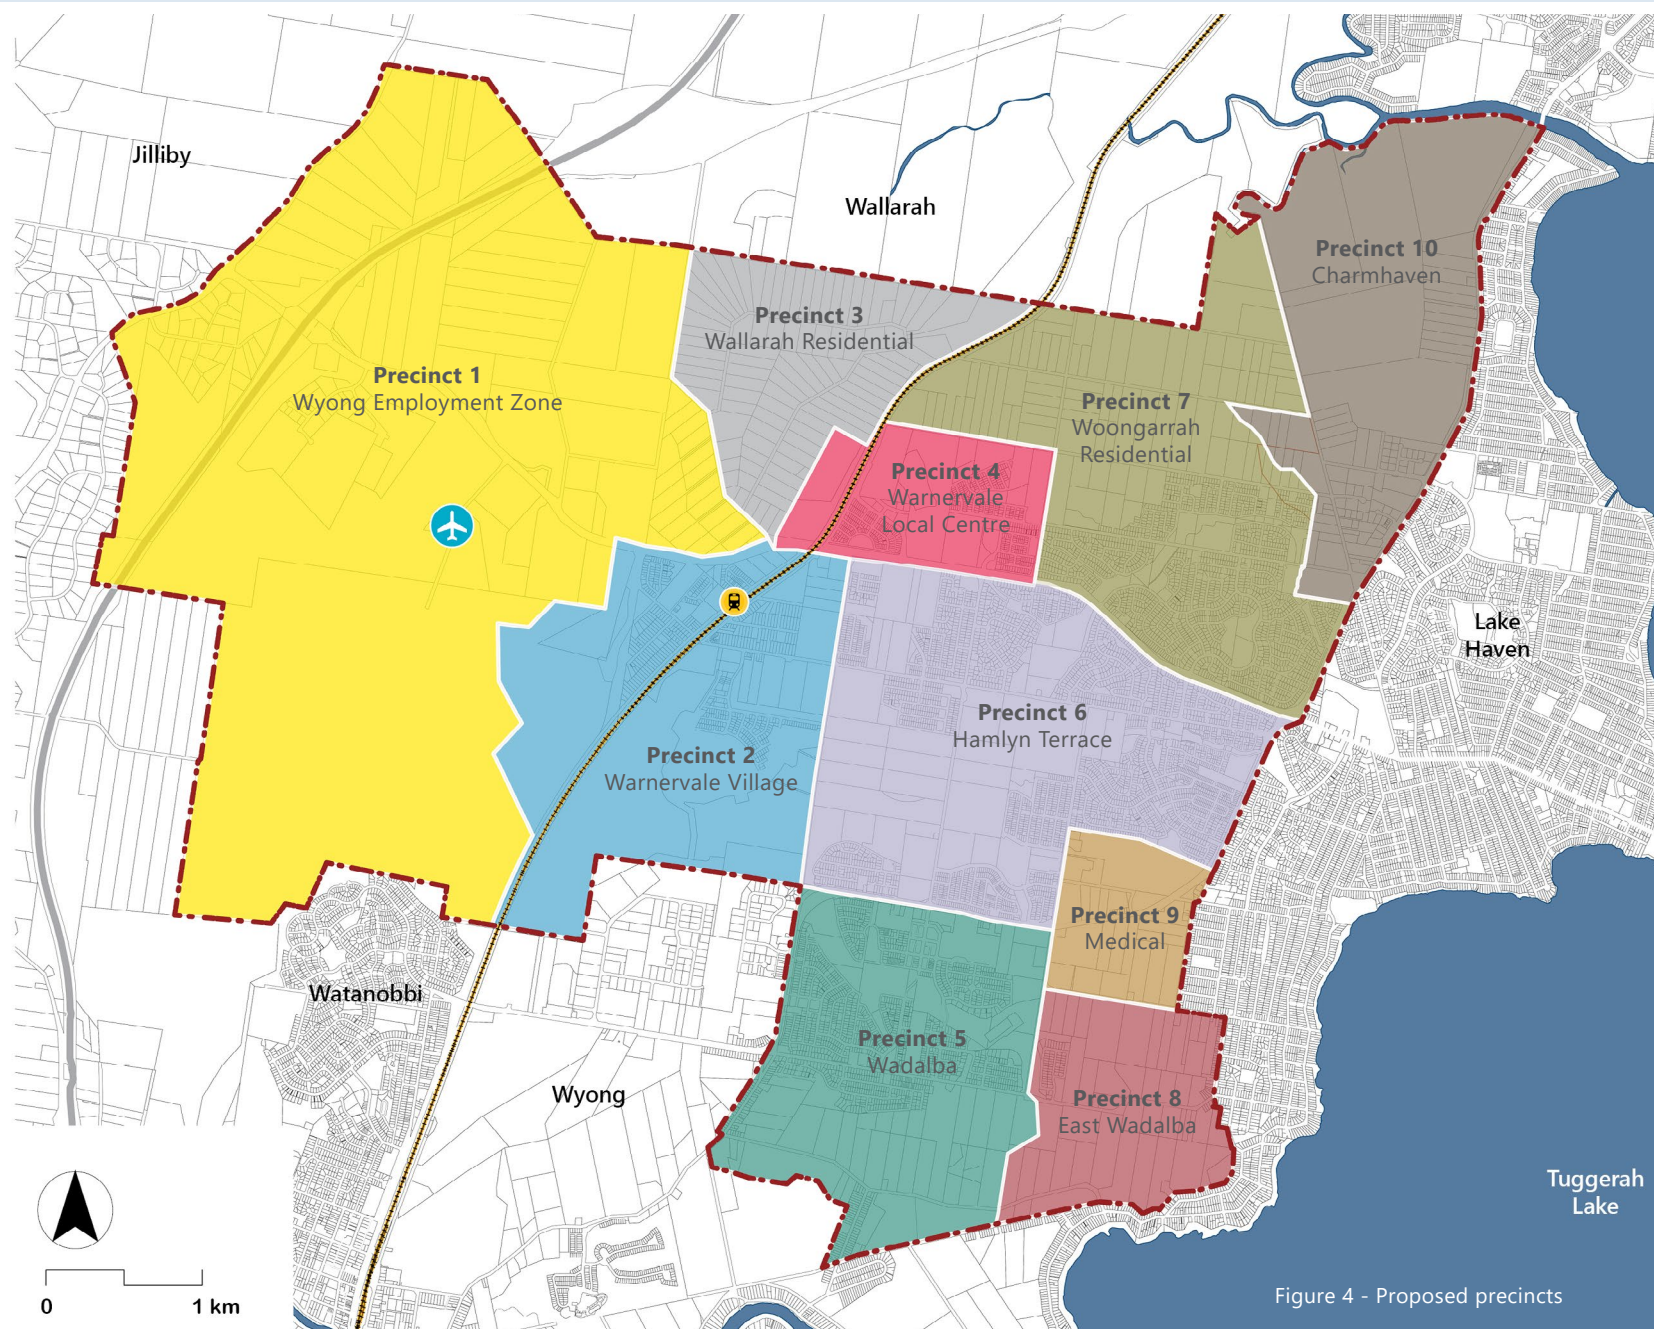 Jilliby
Wallarah
Precinct 10
Charmhaven
Precinct 3
Wallarah Residential
Precinct 1
Wyong Employment Zone
Precinct 7
Woongarrah
Residential
Precinct 4
Warnervale
Local Centre
Lake
Haven
Precinct 6
Hamlyn Terrace
Precinct 2
Warnervale Village
Precinct 9
Medical
Watanobbi
Precinct 5
Wadalba
Wyong
Precinct 8
East Wadalba
Tuggerah
Lake
0 1 km
Figure 4 - Proposed precincts